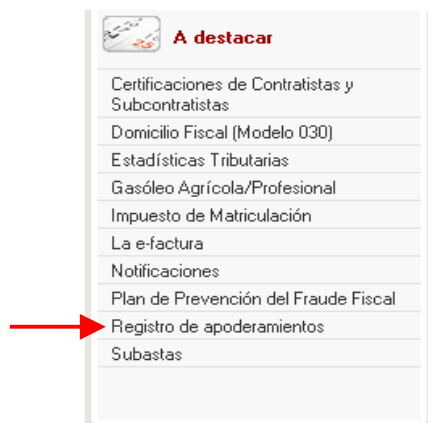 A destacar
Certificaciones de Contratistas y
Subcontratistas
Domicilio Fiscal (Modelo 030)
Estadísticas Tributarias
Gasóleo Agrícola/Profesional
Impuesto de Matriculación
La e-factura
Notificaciones
Plan de Prevención del Fraude Fiscal
Registro de apoderamientos
Subastas